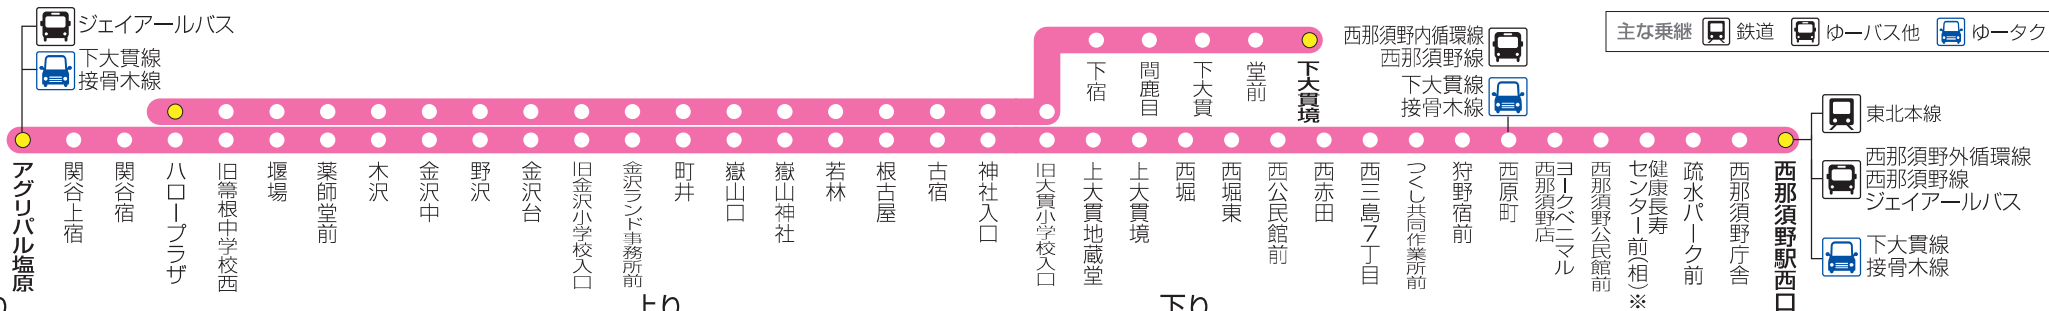 ジェイアールバス
下大貫線
接骨木線
下宿
間鹿目
下大貫
堂前
下大貫境
西那須野内循環線
西那須野線
下大貫線
接骨木線
主な乗継
鉄道
ゆーバス他
ゆータク
東北本線
西那須野外循環線
西那須野線
ジェイアールバス
下大貫線
接骨木線
アグリパル塩原
関谷上宿
関谷宿
ハロープラザ
旧箒根中学校西
堰場
薬師堂前
木沢
金沢中
野沢
金沢台
旧金沢小学校入口
金沢ランド事務所前
町井
嶽山口
嶽山神社
若林
根古屋
古宿
神社入口
旧大貫小学校入口
上大貫地蔵堂
上大貫境
西堀
西堀東
西公民館前
西赤田
西三島7丁目
つくし共同作業所前
狩野宿前
西原町
ヨークベニマル
西那須野店
西那須野公民館前
健康長寿
センター前(相)※
疏水パーク前
西那須野庁舎
西那須野駅西口
上り
下り